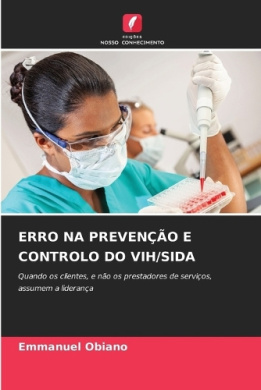 edições
NOSSO CONHECIMENTO
ERRO NA PREVENÇÃO E
CONTROLO DO VIH/SIDA
Quando os clientes, e não os prestadores de serviços,
assumem a liderança
Emmanuel Obiano